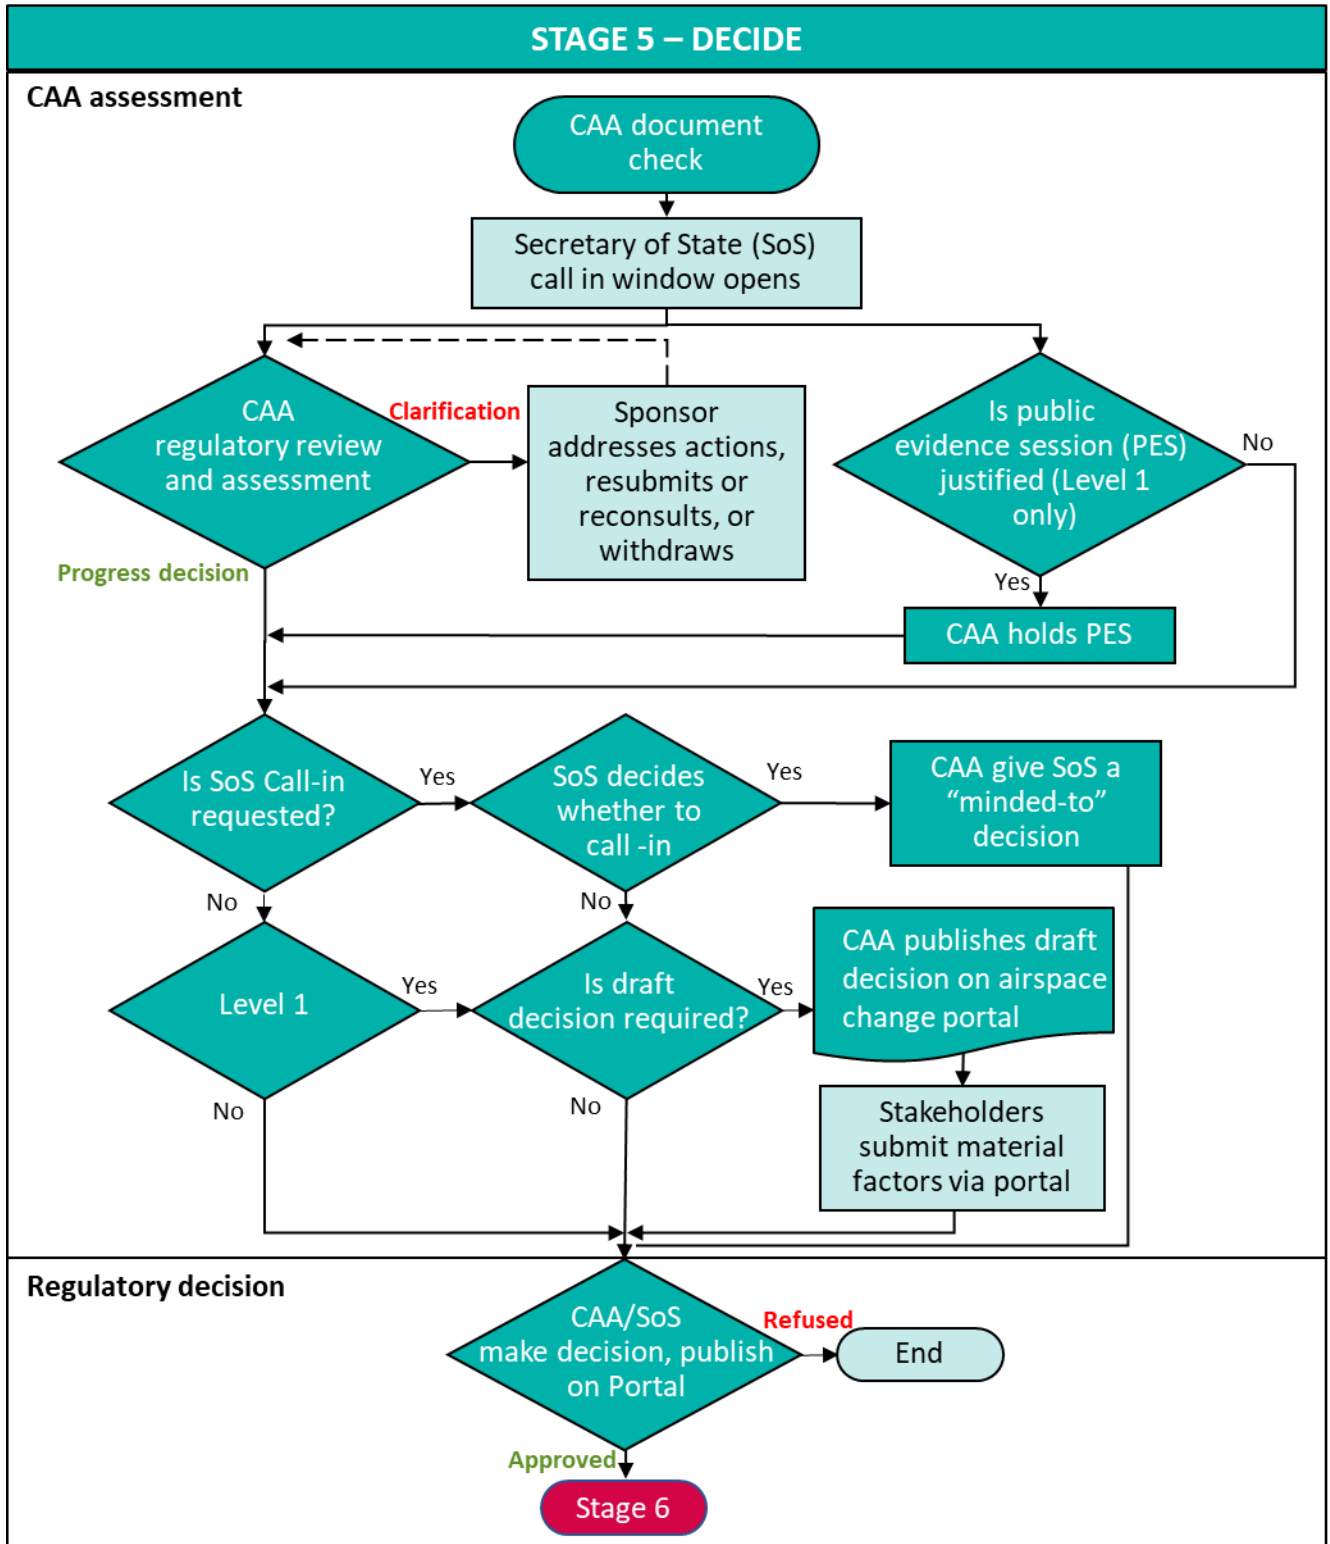 STAGE 5 – DECIDE
CAA assessment
CAA document
check
Secretary of State (SoS)
call in window opens
CAA
regulatory review
and assessment
Clarification
Sponsor
addresses actions,
resubmits or
reconsults, or
withdraws
Is public
evidence session (PES)
justified (Level 1
only)
No
Progress decision
Yes
CAA holds PES
Is SoS Call-in
requested?
Yes
SoS decides
whether to
call -in
Yes
CAA give SoS a
“minded-to”
decision
No
No
Level 1
Yes
Is draft
decision required?
Yes
CAA publishes draft
decision on airspace
change portal
No
No
Stakeholders
submit material
factors via portal
Regulatory decision
CAA/SoS
make decision, publish
on Portal
Refused
End
Approved
Stage 6